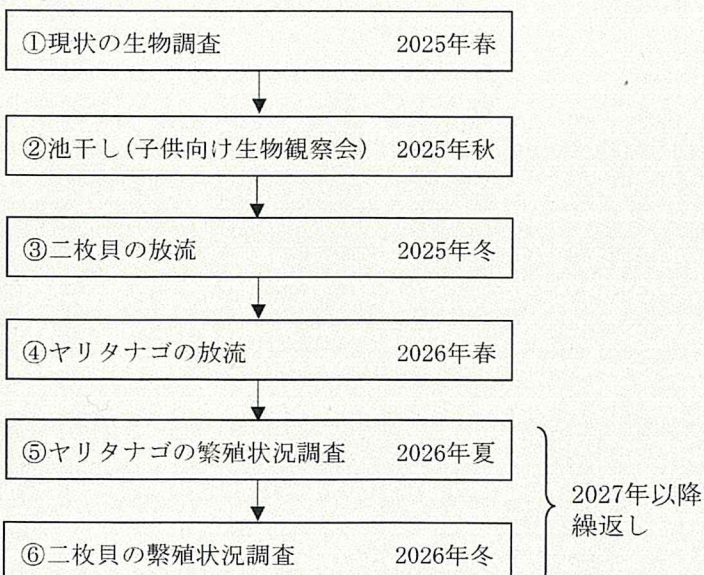 ①現状の生物調査 2025年春
②池干し(子供向け生物観察会) 2025年秋
③二枚貝の放流 2025年冬
④ヤリタナゴの放流 2026年春
⑤ヤリタナゴの繁殖状況調査 2026年夏
⑥二枚貝の繫殖状況調査 2026年冬
2027年以降
繰返し